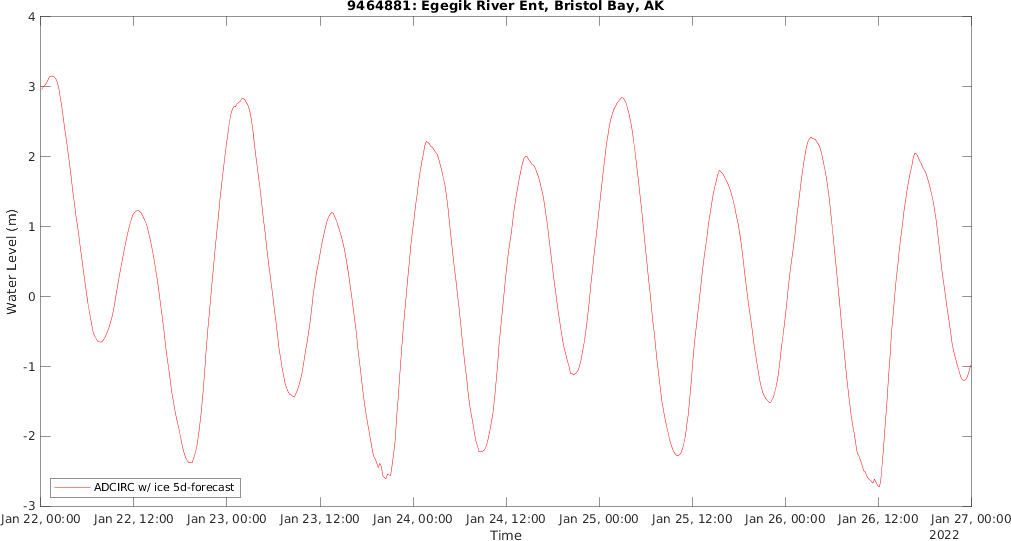 9464881: Egegik River Ent, Bristol Bay, AK
4
3
2
1
0
-1
-2
-3
Water Level (m)
ADCIRC w/ ice 5d-forecast
Jan 22, 00:00 Jan 22, 12:00 Jan 23, 00:00 Jan 23, 12:00 Jan 24, 00:00 Jan 24, 12:00 Jan 25, 00:00 Jan 25, 12:00 Jan 26, 00:00 Jan 26, 12:00 Jan 27, 00:00
Time
2022